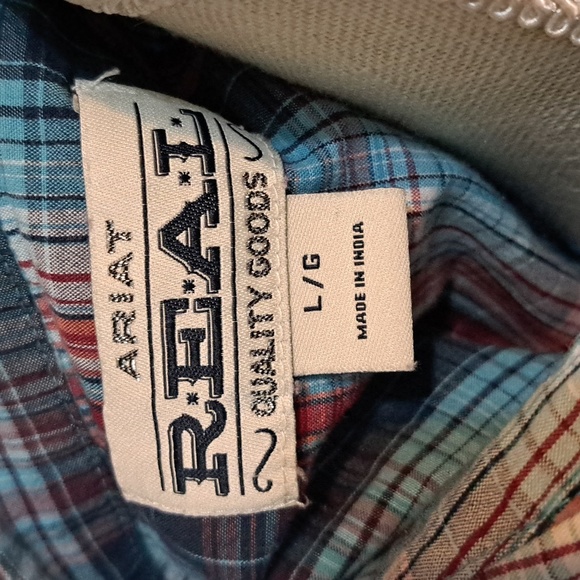 ARIAT
R.E.A.L.
QUALITY GOODS
L / G
MADE IN INDIA